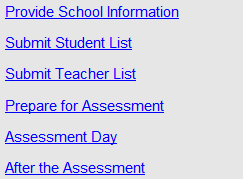 Provide School Information
Submit Student List
Submit Teacher List
Prepare for Assessment
Assessment Day
After the Assessment